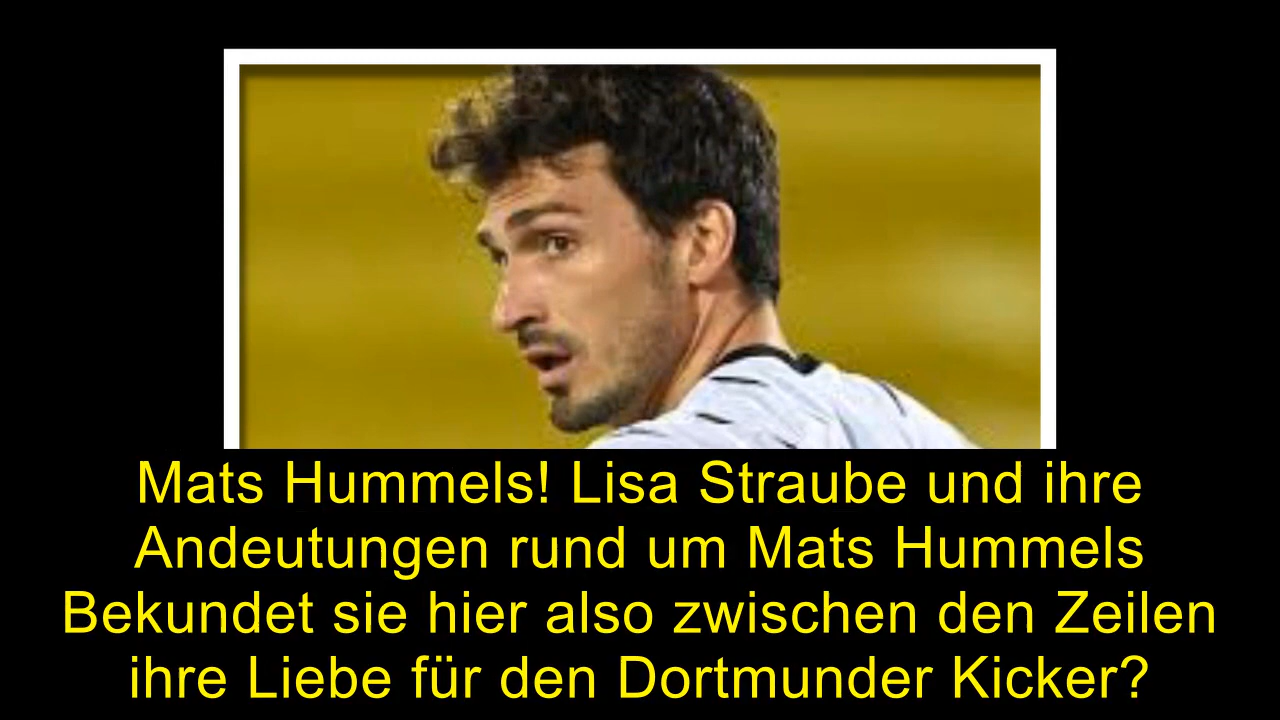 Mats Hummels! Lisa Straube und ihre
Andeutungen rund um Mats Hummels
Bekundet sie hier also zwischen den Zeilen
ihre Liebe für den Dortmunder Kicker?